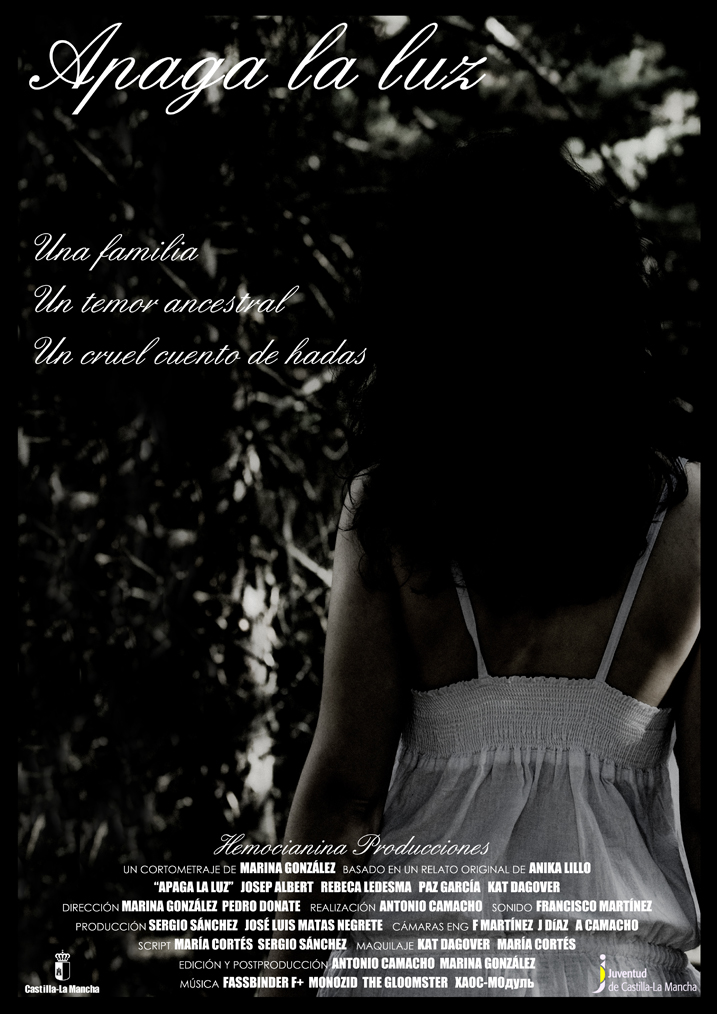 Apaga la luz
Una familia
Un temor ancestral
Un cruel cuento de hadas
Hemocianina Producciones
UN CORTOMETRAJE DE MARINA GONZÁLEZ BASADO EN UN RELATO ORIGINAL DE ANIKA LILLO
"APAGA LA LUZ" JOSEP ALBERT REBECA LEDESMA PAZ GARCÍA KAT DAGOVER
DIRECCIÓN MARINA GONZÁLEZ PEDRO DONATE REALIZACIÓN ANTONIO CAMACHO SONIDO FRANCISCO MARTÍNEZ
PRODUCCIÓN SERGIO SÁNCHEZ JOSÉ LUIS MATAS NEGRETE CÁMARAS ENG F MARTÍNEZ J DíAZ A CAMACHO
SCRIPT MARÍA CORTÉS SERGIO SÁNCHEZ MAQUILAJE KAT DAGOVER MARÍA CORTÉS
EDICIÓN Y POSTPRODUCCIÓN ANTONIO CAMACHO MARINA GONZÁLEZ
MÚSICA FASSBINDER F+ MONOZID THE GLOOMSTER ХАОС-МОдуль
Castilla-La Mancha
Juventud
de Castilla-La Mancha